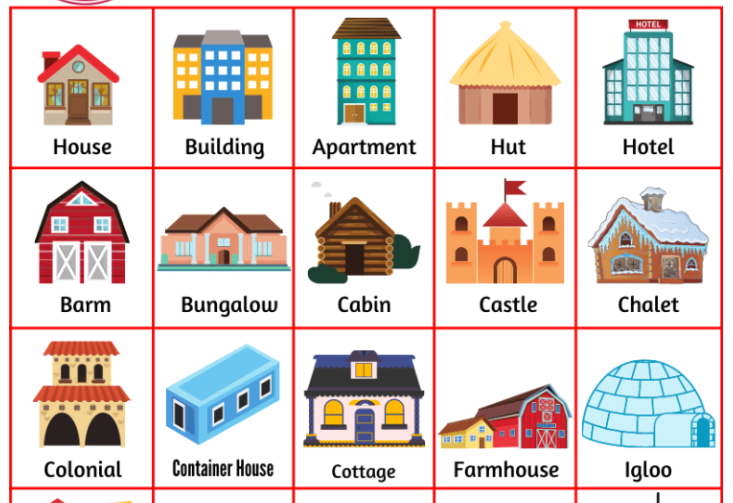 HOTEL
House
Building
Apartment
Hut
Hotel
Barm
Bungalow
Cabin
Castle
Chalet
Colonial
Container House
Cottage
Farmhouse
Igloo